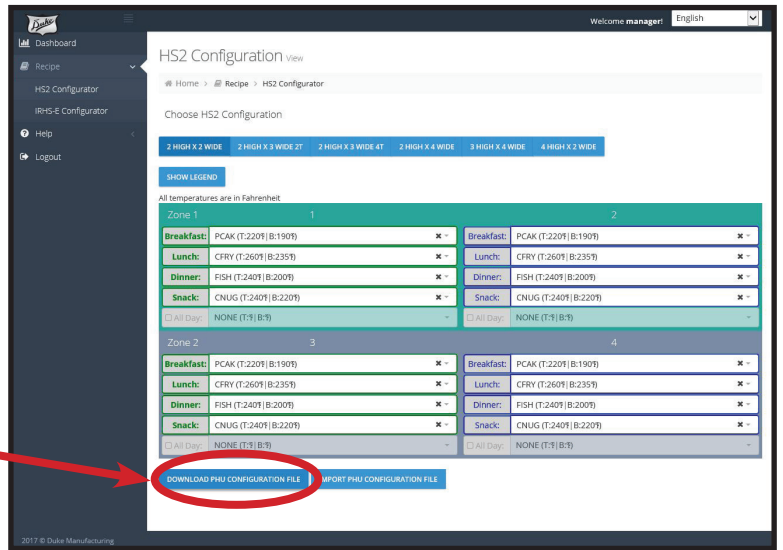 Duke
Welcome manager! English
Dashboard
Recipe
HS2 Configurator
IRHS-E Configurator
Help
Logout
HS2 Configuration View
Home > Recipe > HS2 Configurator
Choose HS2 Configuration
2 HIGH X 2 WIDE 2 HIGH X 3 WIDE 2T 2 HIGH X 3 WIDE 4T 2 HIGH X 4 WIDE 3 HIGH X 4 WIDE 4 HIGH X 2 WIDE
SHOW LEGEND
All temperatures are in Fahrenheit
Zone 1 1 2
Breakfast: PCAK (T:220°F|B:190°F) Breakfast: PCAK (T:220°F|B:190°F)
Lunch: CFRY (T:260°F|B:235°F) Lunch: CFRY (T:260°F|B:235°F)
Dinner: FISH (T:240°F|B:200°F) Dinner: FISH (T:240°F|B:200°F)
Snack: CNUG (T:240°F|B:220°F) Snack: CNUG (T:240°F|B:220°F)
All Day: NONE (T:°F|B:°F) All Day: NONE (T:°F|B:°F)
Zone 2 3 4
Breakfast: PCAK (T:220°F|B:190°F) Breakfast: PCAK (T:220°F|B:190°F)
Lunch: CFRY (T:260°F|B:235°F) Lunch: CFRY (T:260°F|B:235°F)
Dinner: FISH (T:240°F|B:200°F) Dinner: FISH (T:240°F|B:200°F)
Snack: CNUG (T:240°F|B:220°F) Snack: CNUG (T:240°F|B:220°F)
All Day: NONE (T:°F|B:°F) All Day: NONE (T:°F|B:°F)
DOWNLOAD PHU CONFIGURATION FILE IMPORT PHU CONFIGURATION FILE
2017 © Duke Manufacturing